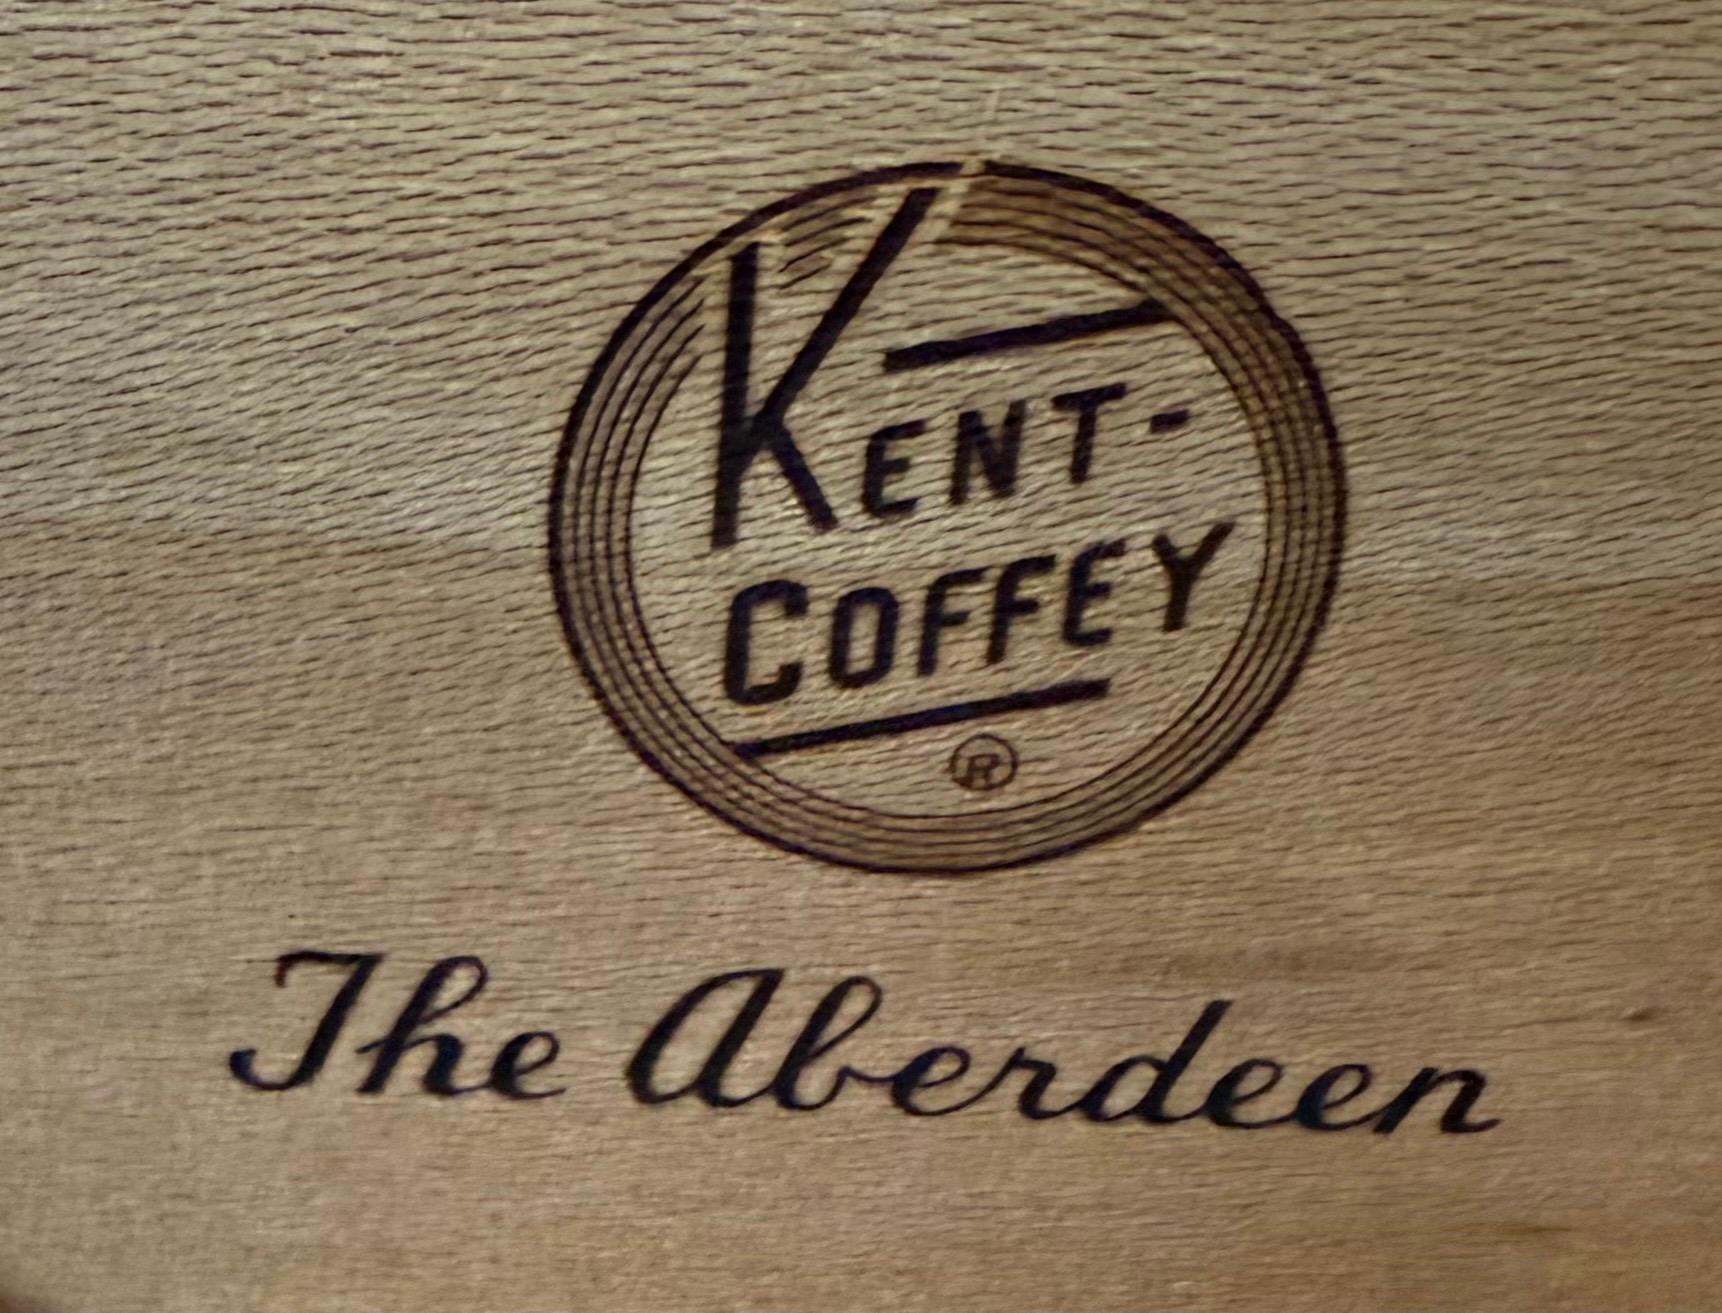 KENT-
COFFEY
®
The Aberdeen